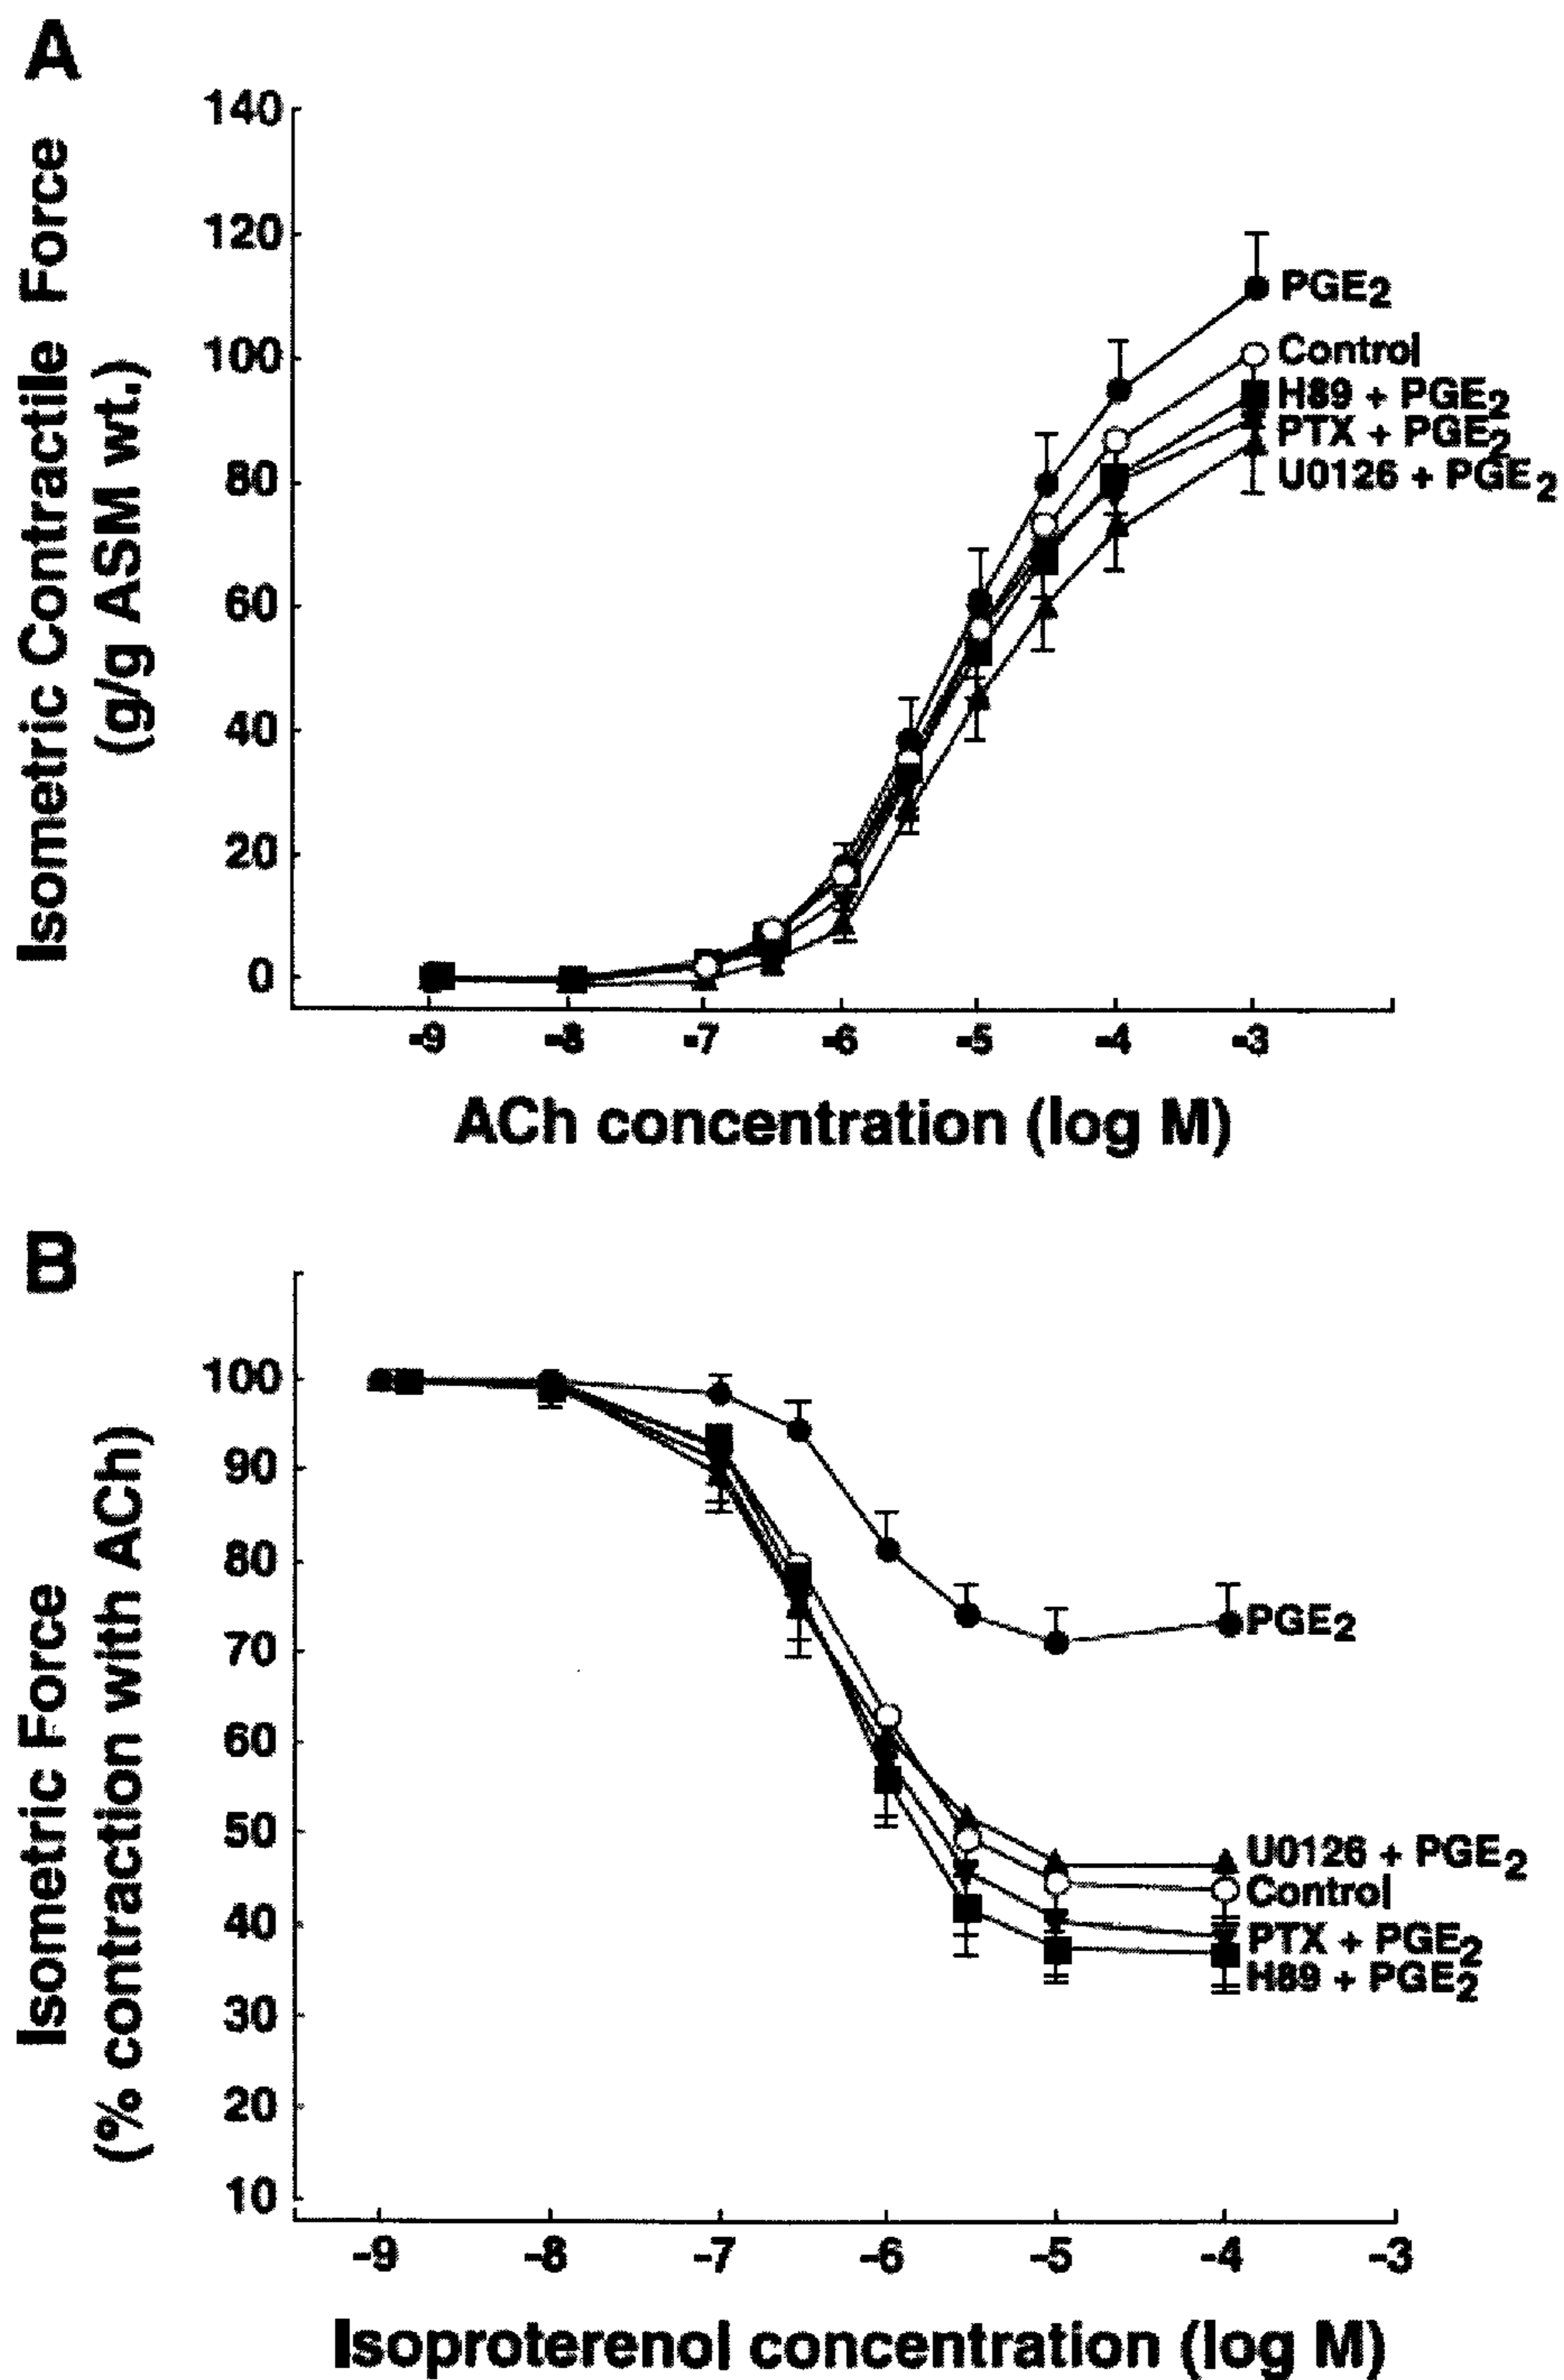 A
Isometric Contractile Force
(g/g ASM wt.)
140
120
100
80
60
40
20
0
PGE2
Control
H89 + PGE2
PTX + PGE2
U0126 + PGE2
-9 -8 -7 -6 -5 -4 -3
ACh concentration (log M)
B
Isometric Force
(% contraction with ACh)
100
90
80
70
60
50
40
30
20
10
PGE2
U0126 + PGE2
Control
PTX + PGE2
H89 + PGE2
-9 -8 -7 -6 -5 -4 -3
Isoproterenol concentration (log M)